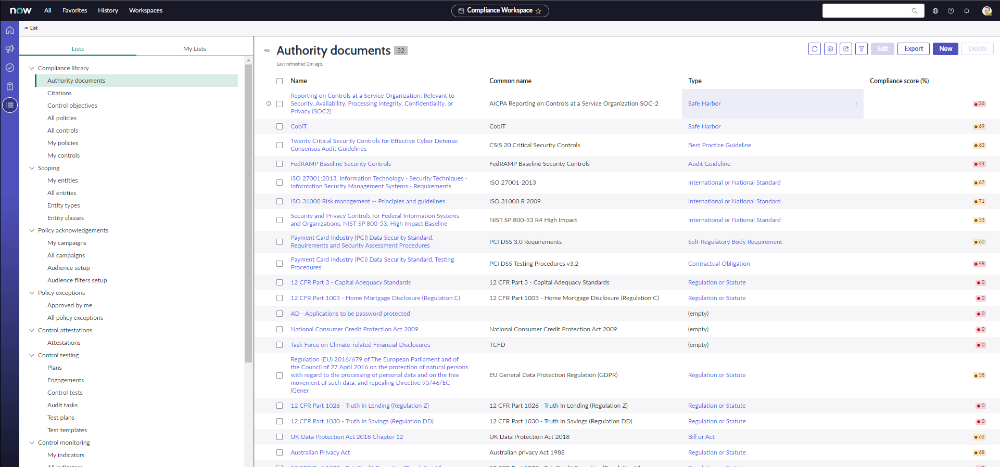 now All Favorites History Workspaces Compliance Workspace
List
Lists My Lists
Compliance library
Authority documents
Citations
Control objectives
All policies
All controls
My policies
My controls
Scoping
My entities
All entities
Entity types
Entity classes
Policy acknowledgements
My campaigns
All campaigns
Audience setup
Audience filters setup
Policy exceptions
Approved by me
All policy exceptions
Control attestations
Attestations
Control testing
Plans
Engagements
Control tests
Audit tasks
Test plans
Test templates
Control monitoring
My indicators
All indicators
Authority documents 32
Last refreshed 2m ago.
Edit Export New Delete
Name Common name Type Compliance score (%)
Reporting on Controls at a Service Organization: Relevant to
Security, Availability, Processing Integrity, Confidentiality, or
Privacy (SOC2)
AICPA Reporting on Controls at a Service Organization SOC-2 Safe Harbor 26
CobiT CobiT Safe Harbor 69
Twenty Critical Security Controls for Effective Cyber Defense:
Consensus Audit Guidelines
CSIS 20 Critical Security Controls Best Practice Guideline 63
FedRAMP Baseline Security Controls FedRAMP Baseline Security Controls Audit Guideline 44
ISO 27001:2013, Information Technology - Security Techniques -
Information Security Management Systems - Requirements
ISO 27001-2013 International or National Standard 67
ISO 31000 Risk management -- Principles and guidelines ISO 31000 R 2009 International or National Standard 71
Security and Privacy Controls for Federal Information Systems
and Organizations, NIST SP 800-53, High Impact Baseline
NIST SP 800-53 R4 High Impact International or National Standard 53
Payment Card Industry (PCI) Data Security Standard,
Requirements and Security Assessment Procedures
PCI DSS 3.0 Requirements Self-Regulatory Body Requirement 60
Payment Card Industry (PCI) Data Security Standard, Testing
Procedures
PCI DSS Testing Procedures v3.2 Contractual Obligation 48
12 CFR Part 3 - Capital Adequacy Standards 12 CFR Part 3 - Capital Adequacy Standards Regulation or Statute 0
12 CFR Part 1003 - Home Mortgage Disclosure (Regulation C) 12 CFR Part 1003 - Home Mortgage Disclosure (Regulation C) Regulation or Statute 0
AD - Applications to be password protected (empty) 0
National Consumer Credit Protection Act 2009 National Consumer Credit Protection Act 2009 (empty) 0
Task Force on Climate-related Financial Disclosures TCFD (empty) 0
Regulation (EU) 2016/679 of The European Parliament and of
the Council of 27 April 2016 on the protection of natural persons
with regard to the processing of personal data and on the free
movement of such data, and repealing Directive 95/46/EC
(Gener
EU General Data Protection Regulation (GDPR) Regulation or Statute 58
12 CFR Part 1026 - Truth In Lending (Regulation Z) 12 CFR Part 1026 - Truth In Lending (Regulation Z) Regulation or Statute 0
12 CFR Part 1030 - Truth In Savings (Regulation DD) 12 CFR Part 1030 - Truth In Savings (Regulation DD) Regulation or Statute 0
UK Data Protection Act 2018 Chapter 12 UK Data Protection Act 2018 Bill or Act 62
Australian Privacy Act Australian privacy Act 1988 Regulation or Statute 68